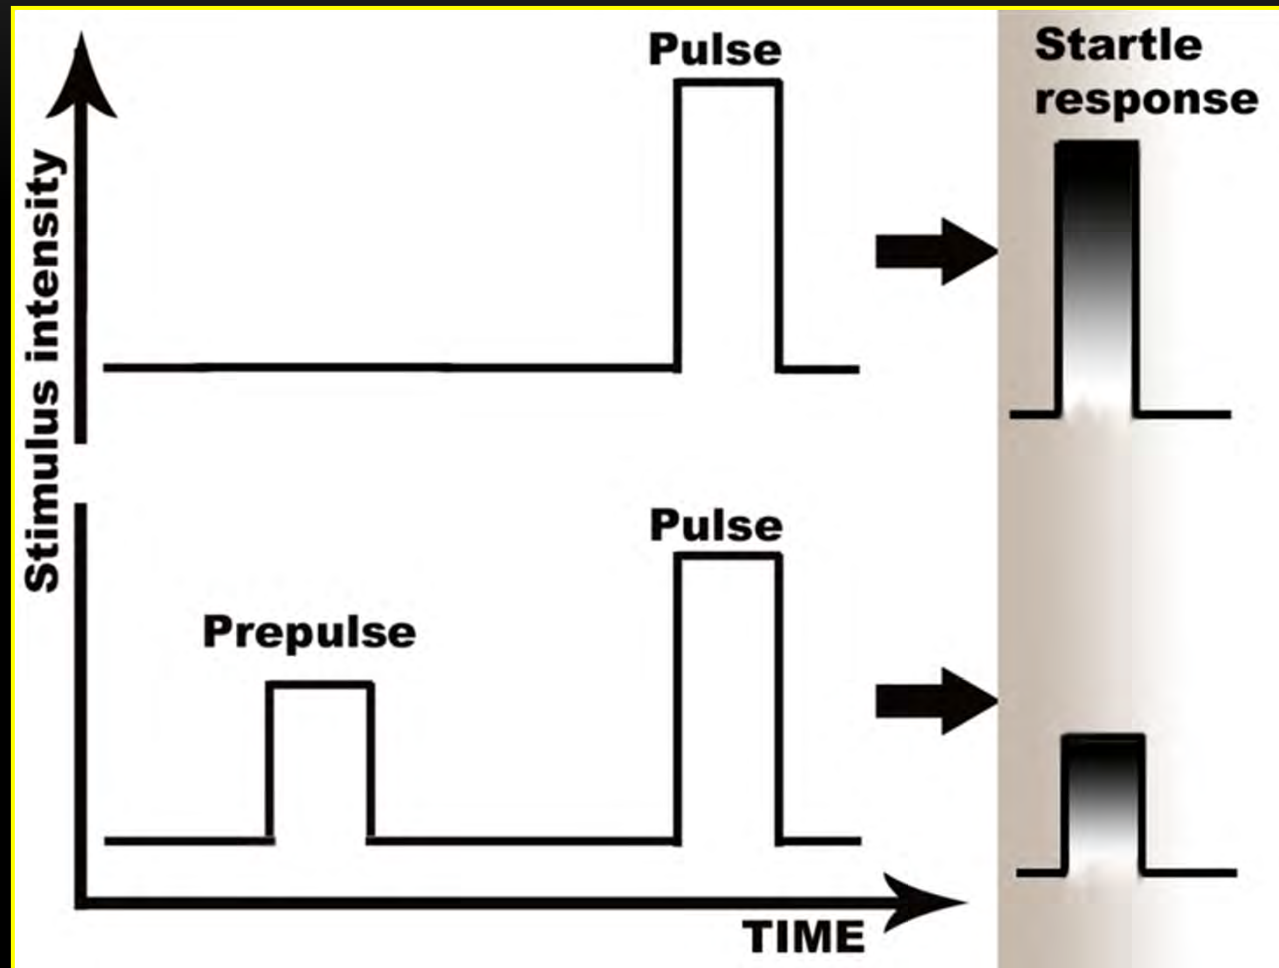 Pulse
Startle
response
Stimulus intensity
Pulse
Prepulse
TIME